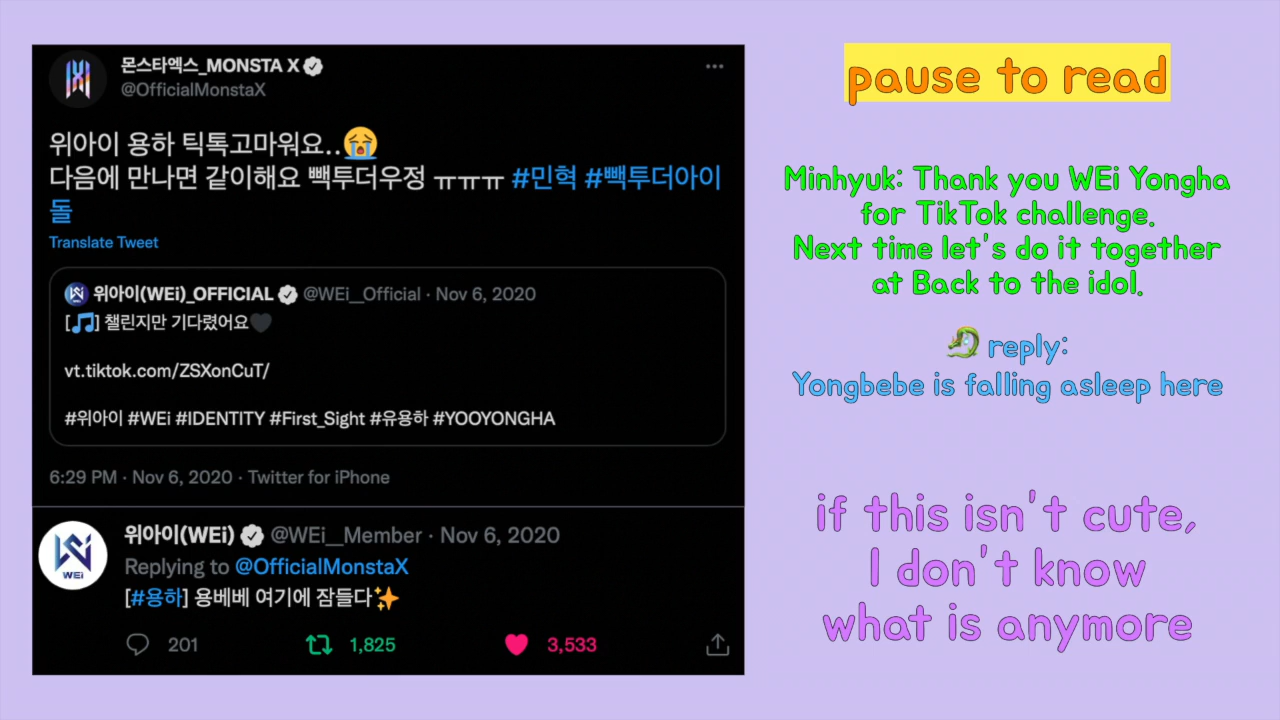 몬스타엑스_MONSTA X
@OfficialMonstaX
위아이 용하 틱톡고마워요..😭
다음에 만나면 같이해요 빽투더우정 ㅠㅠㅠ #민혁 #빽투더아이
돌
Translate Tweet
위아이(WEi)_OFFICIAL @WEi__Official · Nov 6, 2020
[🎵] 챌린지만 기다렸어요🖤
vt.tiktok.com/ZSXonCuT/
#위아이 #WEi #IDENTITY #First_Sight #유용하 #YOOYONGHA
6:29 PM · Nov 6, 2020 · Twitter for iPhone
WEi
위아이(WEi) @WEi__Member · Nov 6, 2020
Replying to @OfficialMonstaX
[#용하] 용베베 여기에 잠들다✨
201 1,825 3,533
pause to read
Minhyuk: Thank you WEi Yongha
for TikTok challenge.
Next time let's do it together
at Back to the idol.
🐉 reply:
Yongbebe is falling asleep here
if this isn't cute,
I don't know
what is anymore